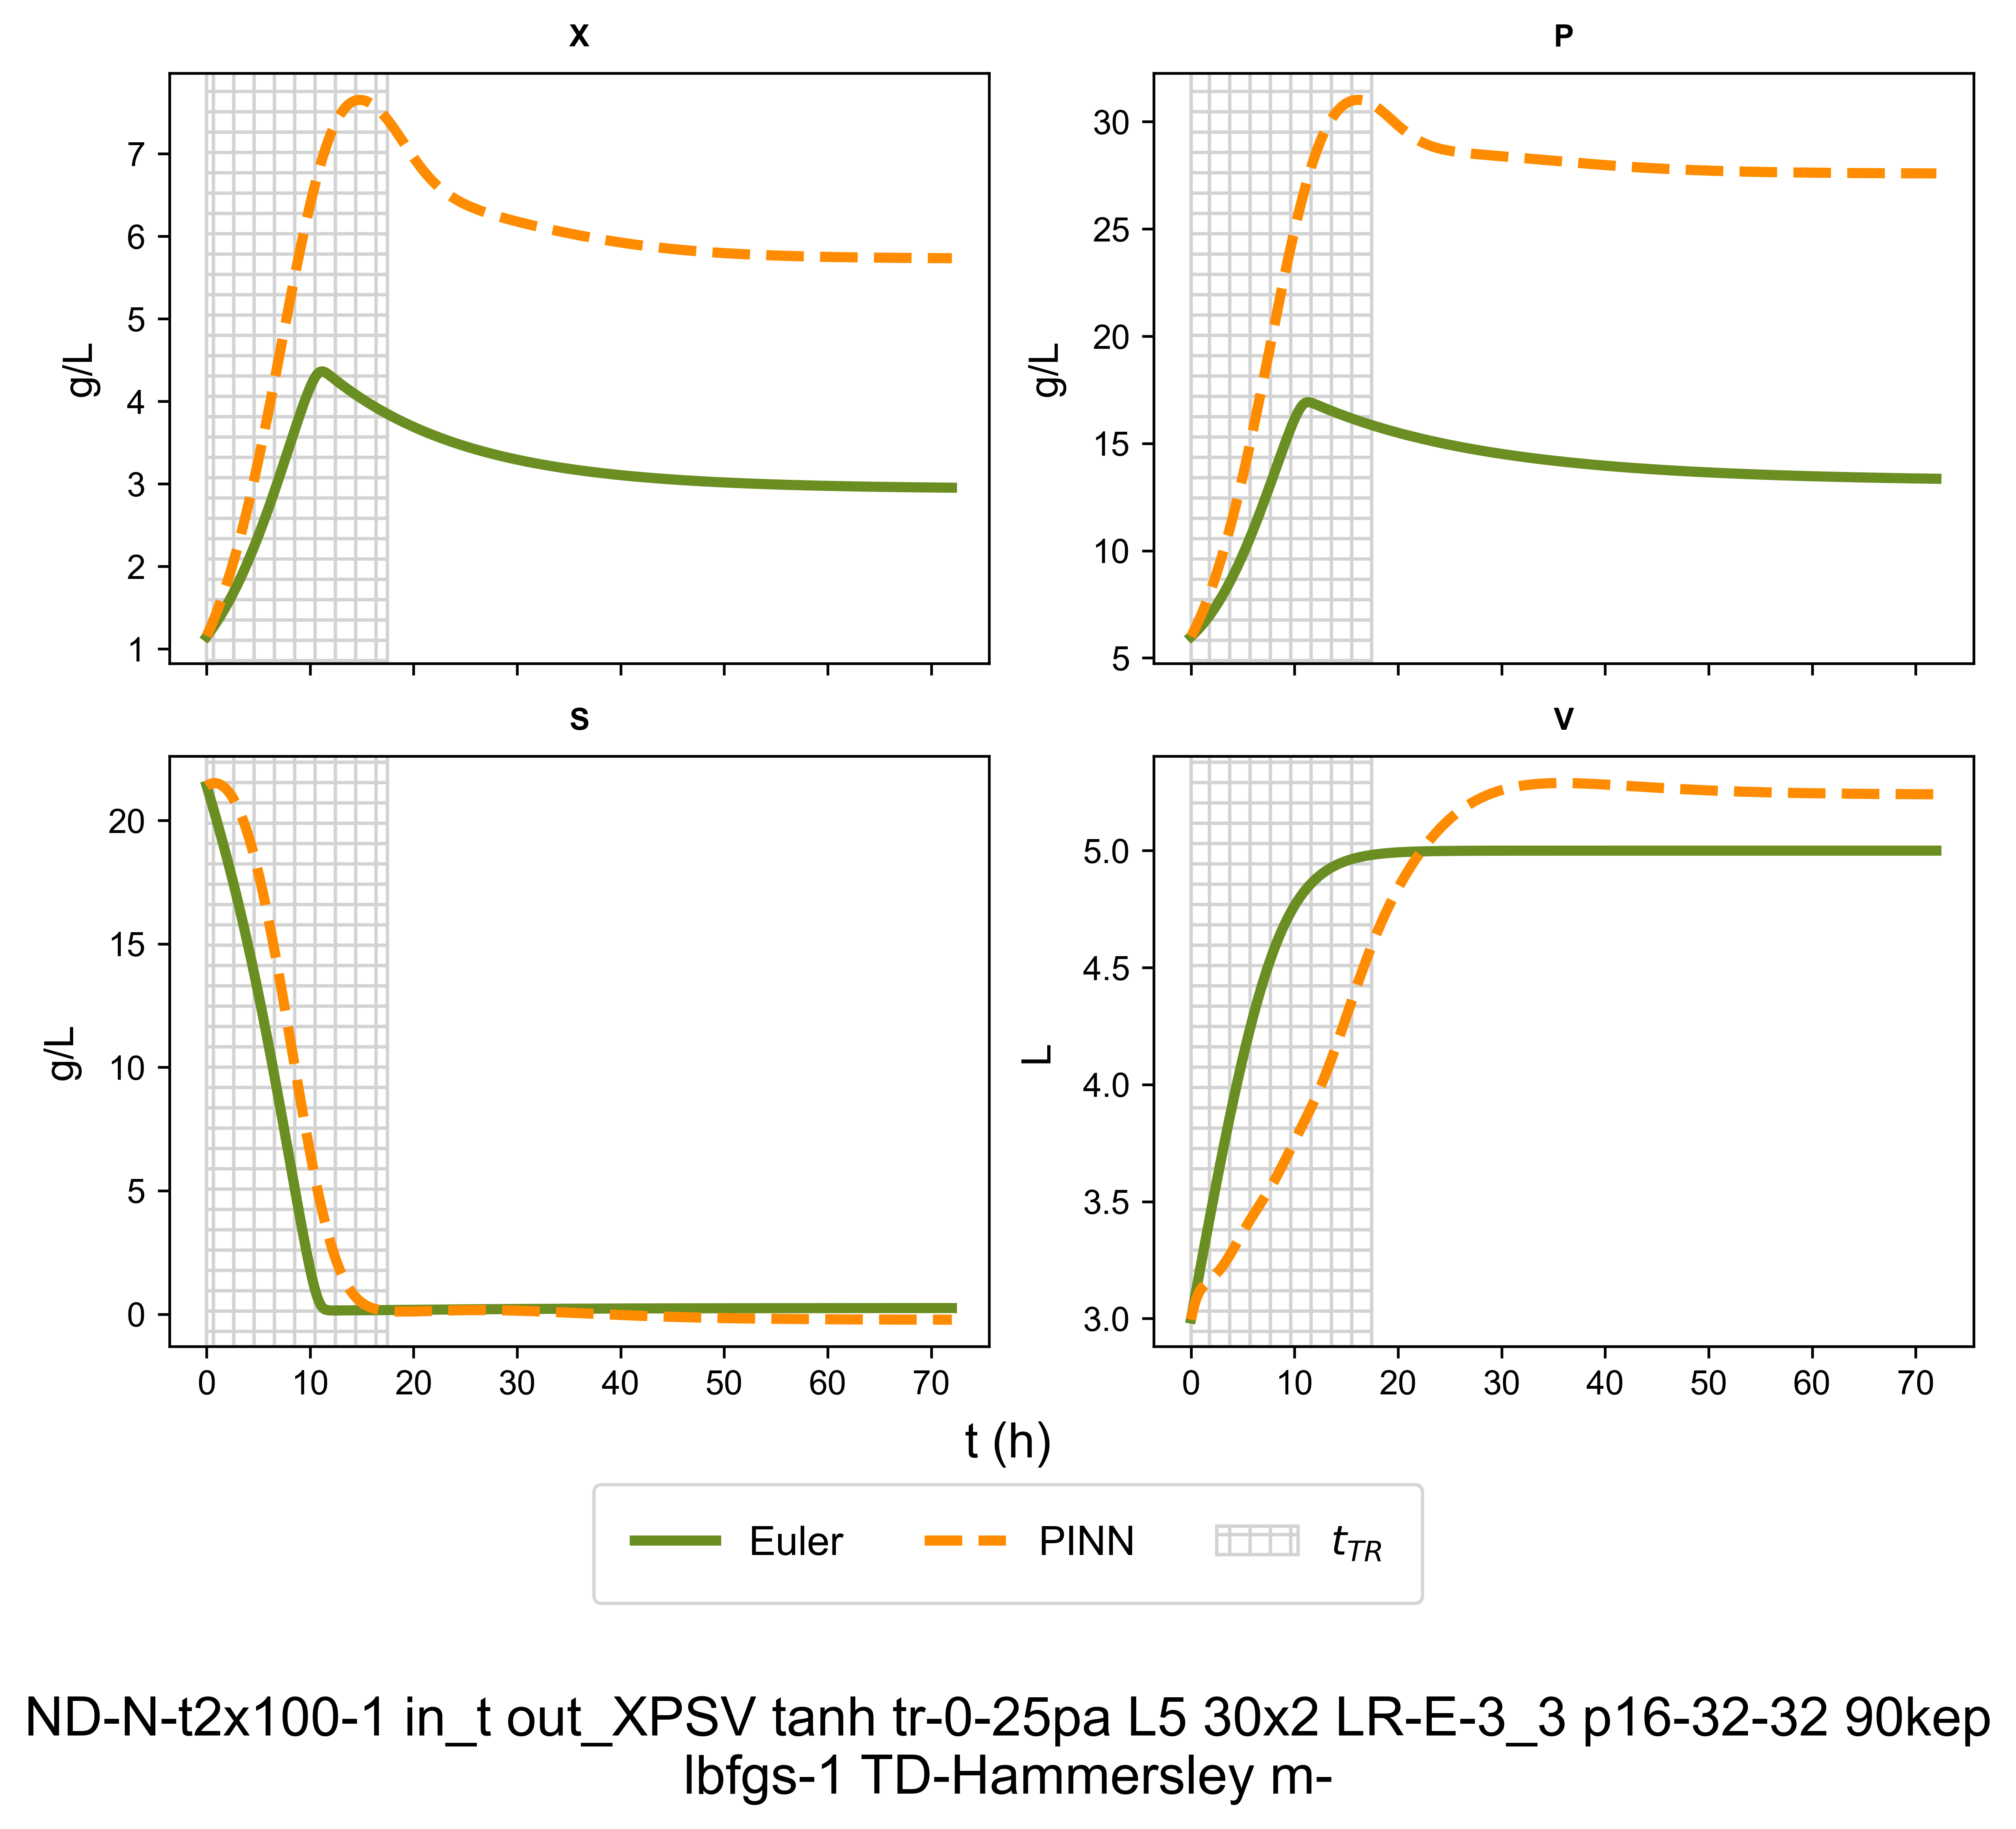 X
P
7
6
5
4
3
2
1
g/L
30
25
20
15
10
5
g/L
S
V
20
15
10
5
0
g/L
0 10 20 30 40 50 60 70
5.0
4.5
4.0
3.5
3.0
L
0 10 20 30 40 50 60 70
t (h)
Euler PINN t_TR
ND-N-t2x100-1 in_t out_XPSV tanh tr-0-25pa L5 30x2 LR-E-3_3 p16-32-32 90kep
lbfgs-1 TD-Hammersley m-